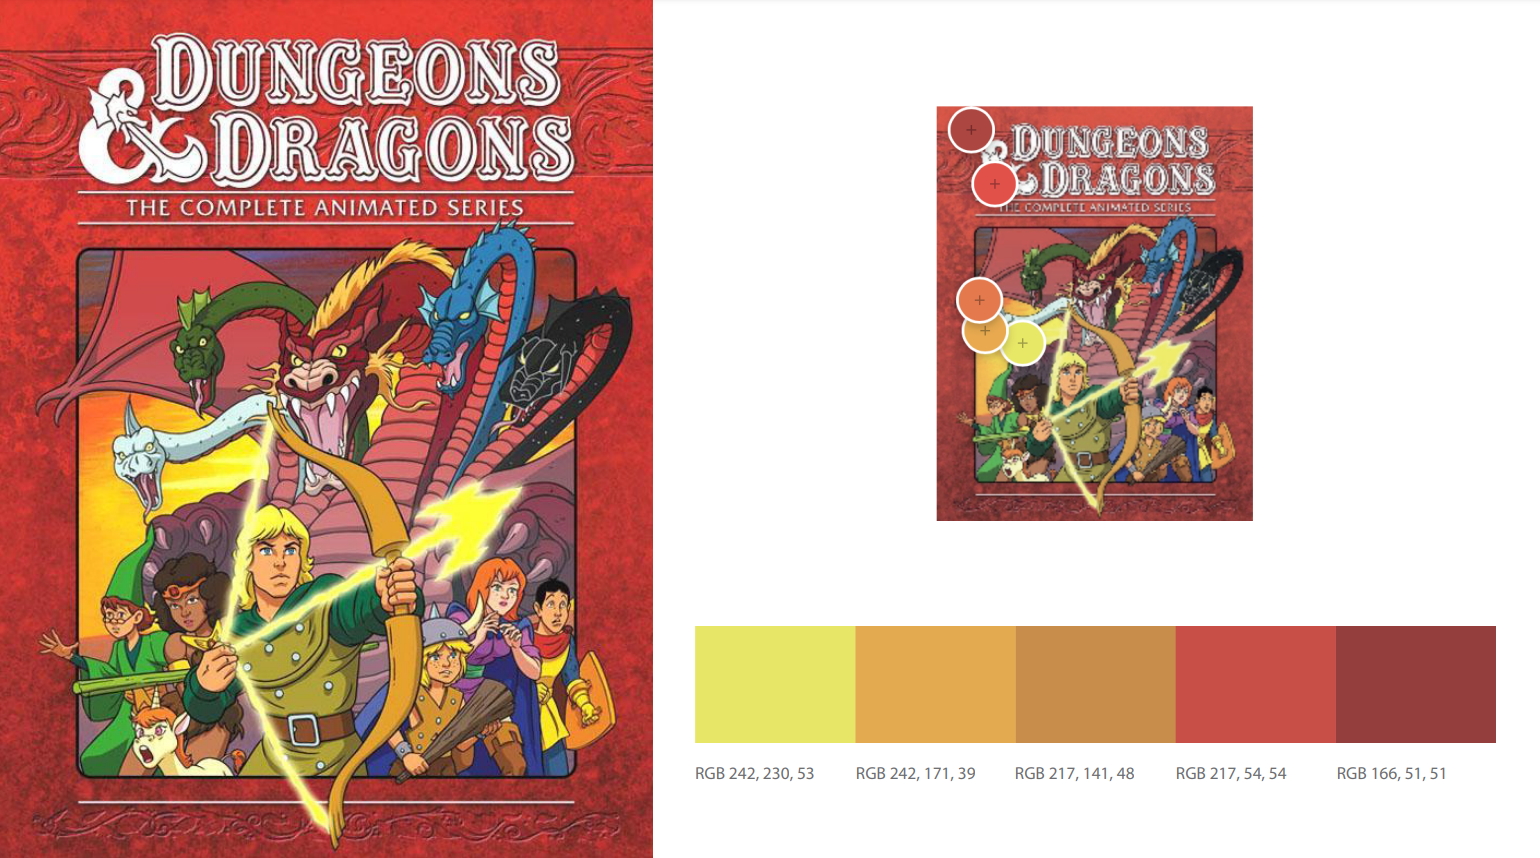 DUNGEONS
& DRAGONS
THE COMPLETE ANIMATED SERIES
DUNGEONS
& DRAGONS
THE COMPLETE ANIMATED SERIES
RGB 242, 230, 53
RGB 242, 171, 39
RGB 217, 141, 48
RGB 217, 54, 54
RGB 166, 51, 51